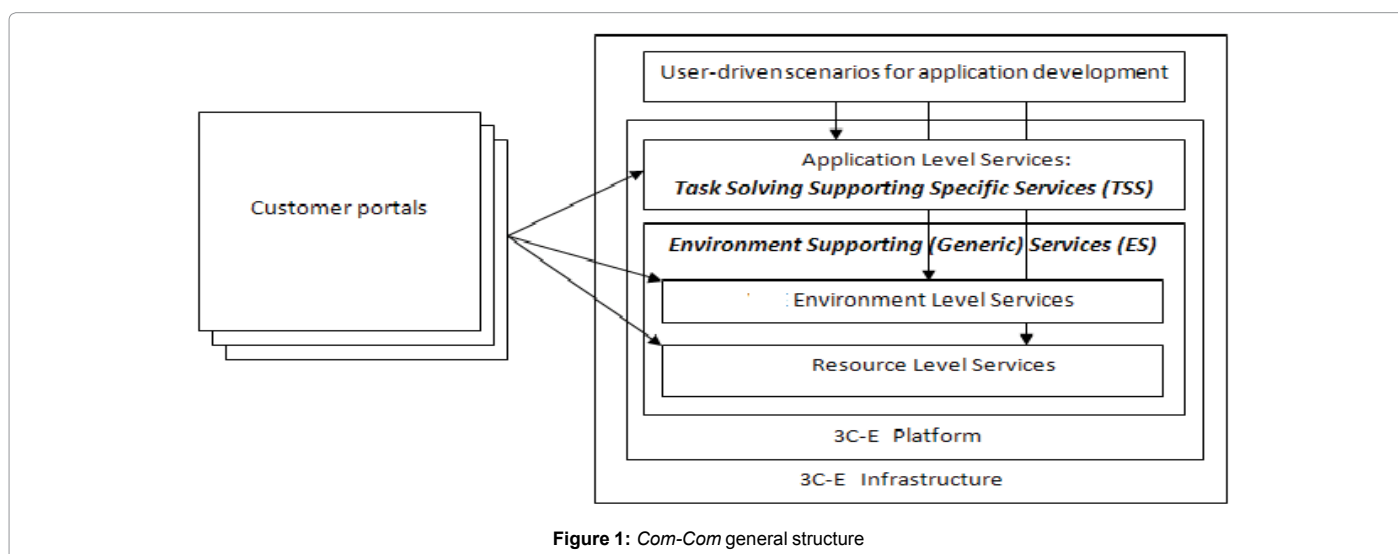 User-driven scenarios for application development
Customer portals
Application Level Services:
Task Solving Supporting Specific Services (TSS)
Environment Supporting (Generic) Services (ES)
Environment Level Services
Resource Level Services
3C-E Platform
3C-E Infrastructure
Figure 1: Com-Com general structure